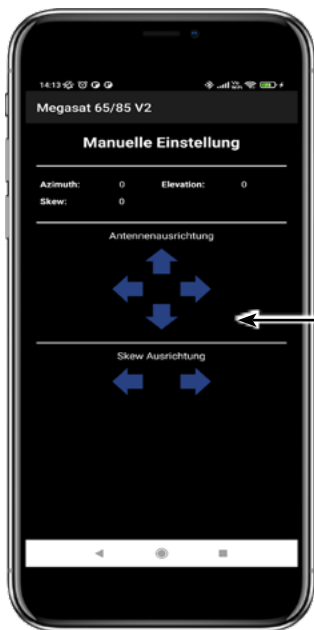 14:13
Megasat 65/85 V2
Manuelle Einstellung
Azimuth: 0 Elevation: 0
Skew: 0
Antennenausrichtung
Skew Ausrichtung